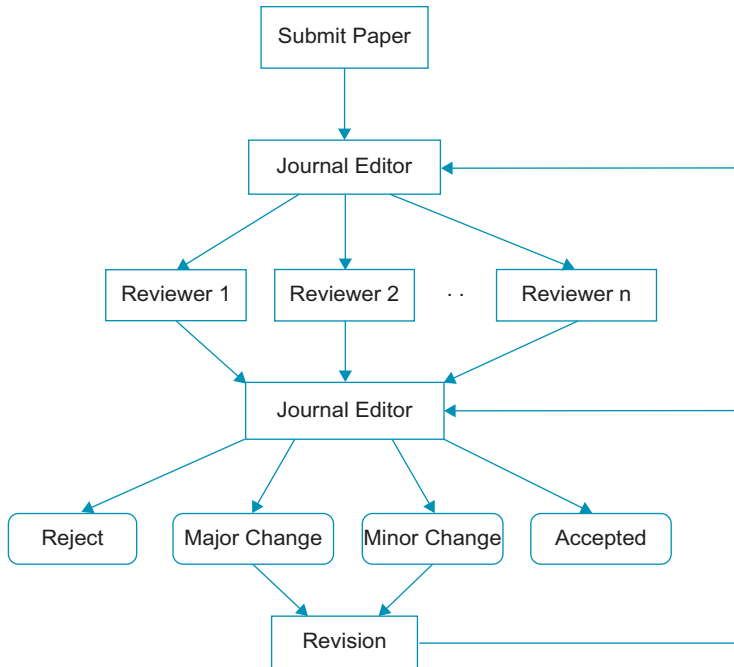 Submit Paper
Journal Editor
Reviewer 1
Reviewer 2
. .
Reviewer n
Journal Editor
Reject
Major Change
Minor Change
Accepted
Revision